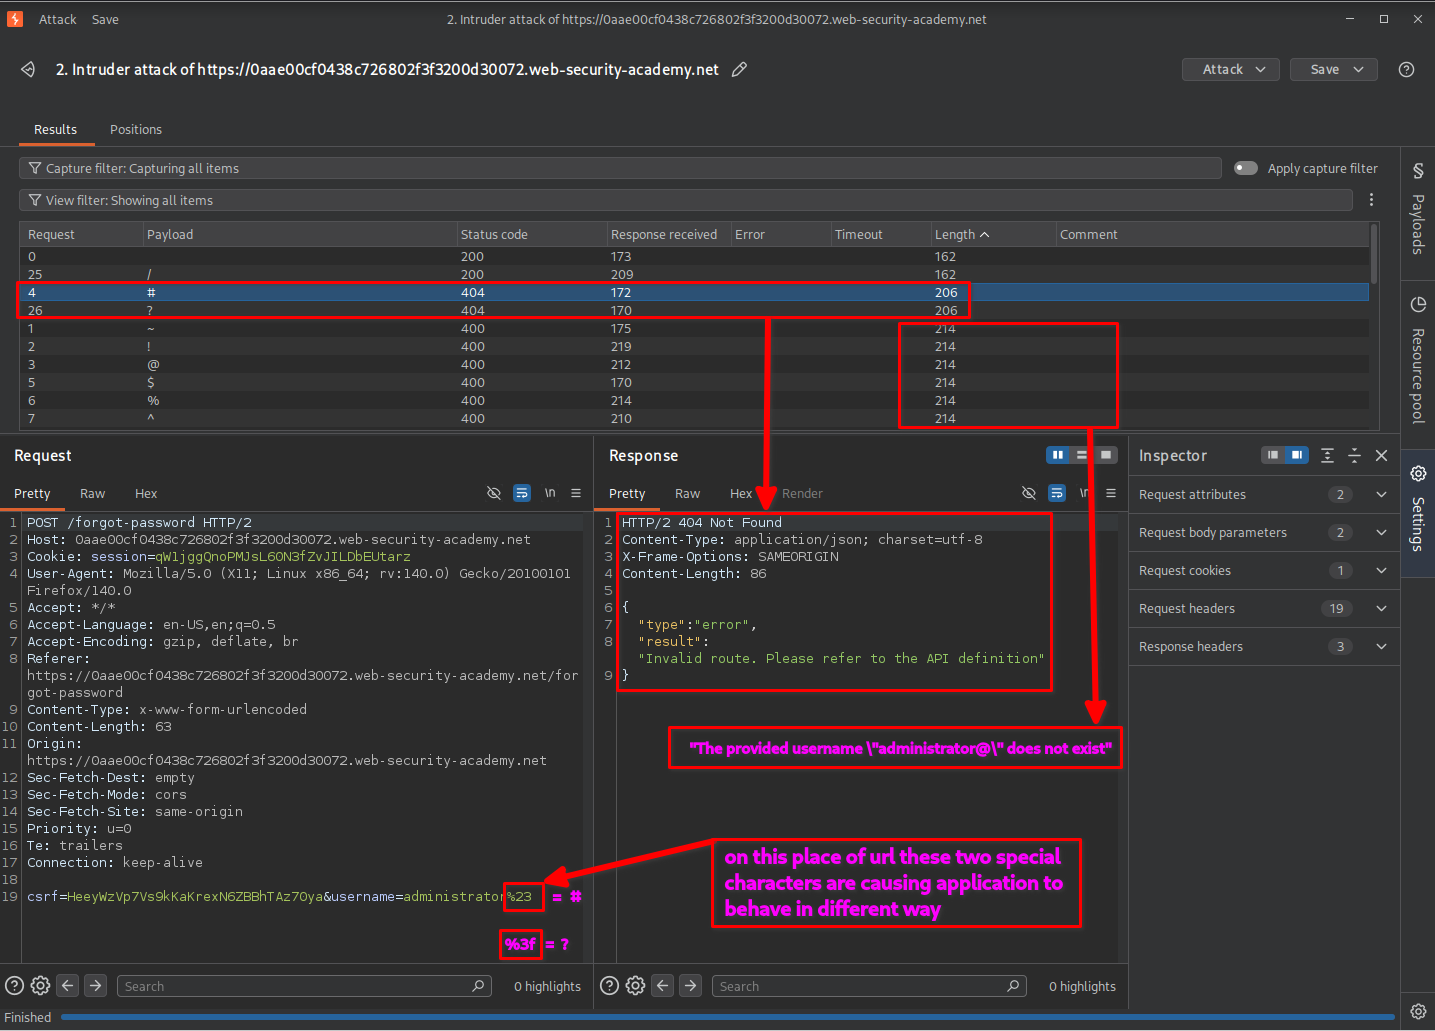 Attack Save 2. Intruder attack of https://0aae00cf0438c726802f3f3200d30072.web-security-academy.net
2. Intruder attack of https://0aae00cf0438c726802f3f3200d30072.web-security-academy.net Attack Save
Results Positions
Capture filter: Capturing all items Apply capture filter
View filter: Showing all items
Request Payload Status code Response received Error Timeout Length Comment
0 200 173 162
25 / 200 209 162
4 # 404 172 206
26 ? 404 170 206
1 ~ 400 175 214
2 ! 400 219 214
3 @ 400 212 214
5 $ 400 170 214
6 % 400 214 214
7 ^ 400 210 214
Payloads
Resource pool
Settings
Request
Pretty Raw Hex \n
1 POST /forgot-password HTTP/2
2 Host: 0aae00cf0438c726802f3f3200d30072.web-security-academy.net
3 Cookie: session=qW1jggQnoPMJsL6ON3fZvJILDbEUtarz
4 User-Agent: Mozilla/5.0 (X11; Linux x86_64; rv:140.0) Gecko/20100101
Firefox/140.0
5 Accept: */*
6 Accept-Language: en-US,en;q=0.5
7 Accept-Encoding: gzip, deflate, br
8 Referer:
https://0aae00cf0438c726802f3f3200d30072.web-security-academy.net/for
got-password
9 Content-Type: x-www-form-urlencoded
10 Content-Length: 63
11 Origin:
https://0aae00cf0438c726802f3f3200d30072.web-security-academy.net
12 Sec-Fetch-Dest: empty
13 Sec-Fetch-Mode: cors
14 Sec-Fetch-Site: same-origin
15 Priority: u=0
16 Te: trailers
17 Connection: keep-alive
18
19 csrf=HeeyWzVp7Vs9kKaKrexN6ZBBhTAz7Oya&username=administrator%23 = #
%3f = ?
Search 0 highlights
Response
Pretty Raw Hex Render \n
1 HTTP/2 404 Not Found
2 Content-Type: application/json; charset=utf-8
3 X-Frame-Options: SAMEORIGIN
4 Content-Length: 86
5
6 {
7 "type":"error",
8 "result":
"Invalid route. Please refer to the API definition"
9 }
"The provided username \"administrator@\" does not exist"
on this place of url these two special
characters are causing application to
behave in different way
Search 0 highlights
Inspector
Request attributes 2
Request body parameters 2
Request cookies 1
Request headers 19
Response headers 3
Finished